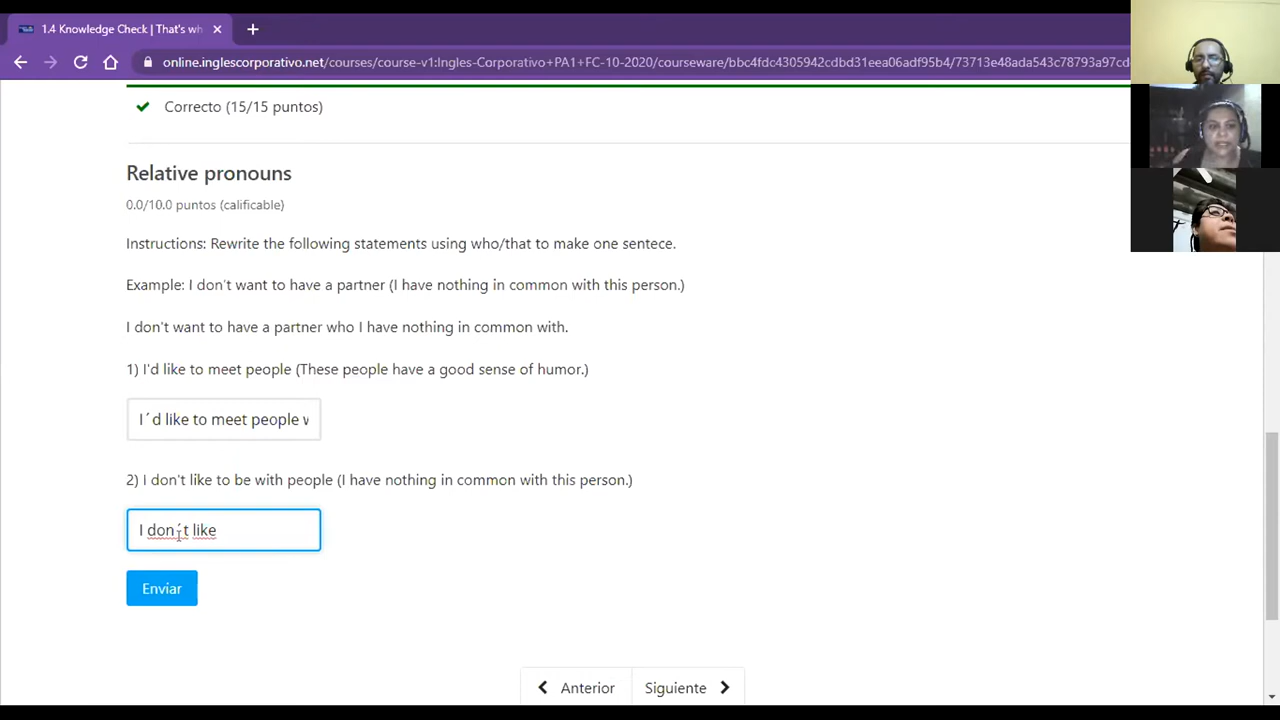 1.4 Knowledge Check | That's wh
online.inglescorporativo.net/courses/course-v1:Ingles-Corporativo+PA1+FC-10-2020/courseware/bbc4fdc4305942cdbd31eea06adf95b4/73713e48ada543c78793a97cd
Correcto (15/15 puntos)
Relative pronouns
0.0/10.0 puntos (calificable)
Instructions: Rewrite the following statements using who/that to make one sentece.
Example: I don't want to have a partner (I have nothing in common with this person.)
I don't want to have a partner who I have nothing in common with.
1) I'd like to meet people (These people have a good sense of humor.)
I´d like to meet people w
2) I don't like to be with people (I have nothing in common with this person.)
I don´t like
Enviar
Anterior Siguiente